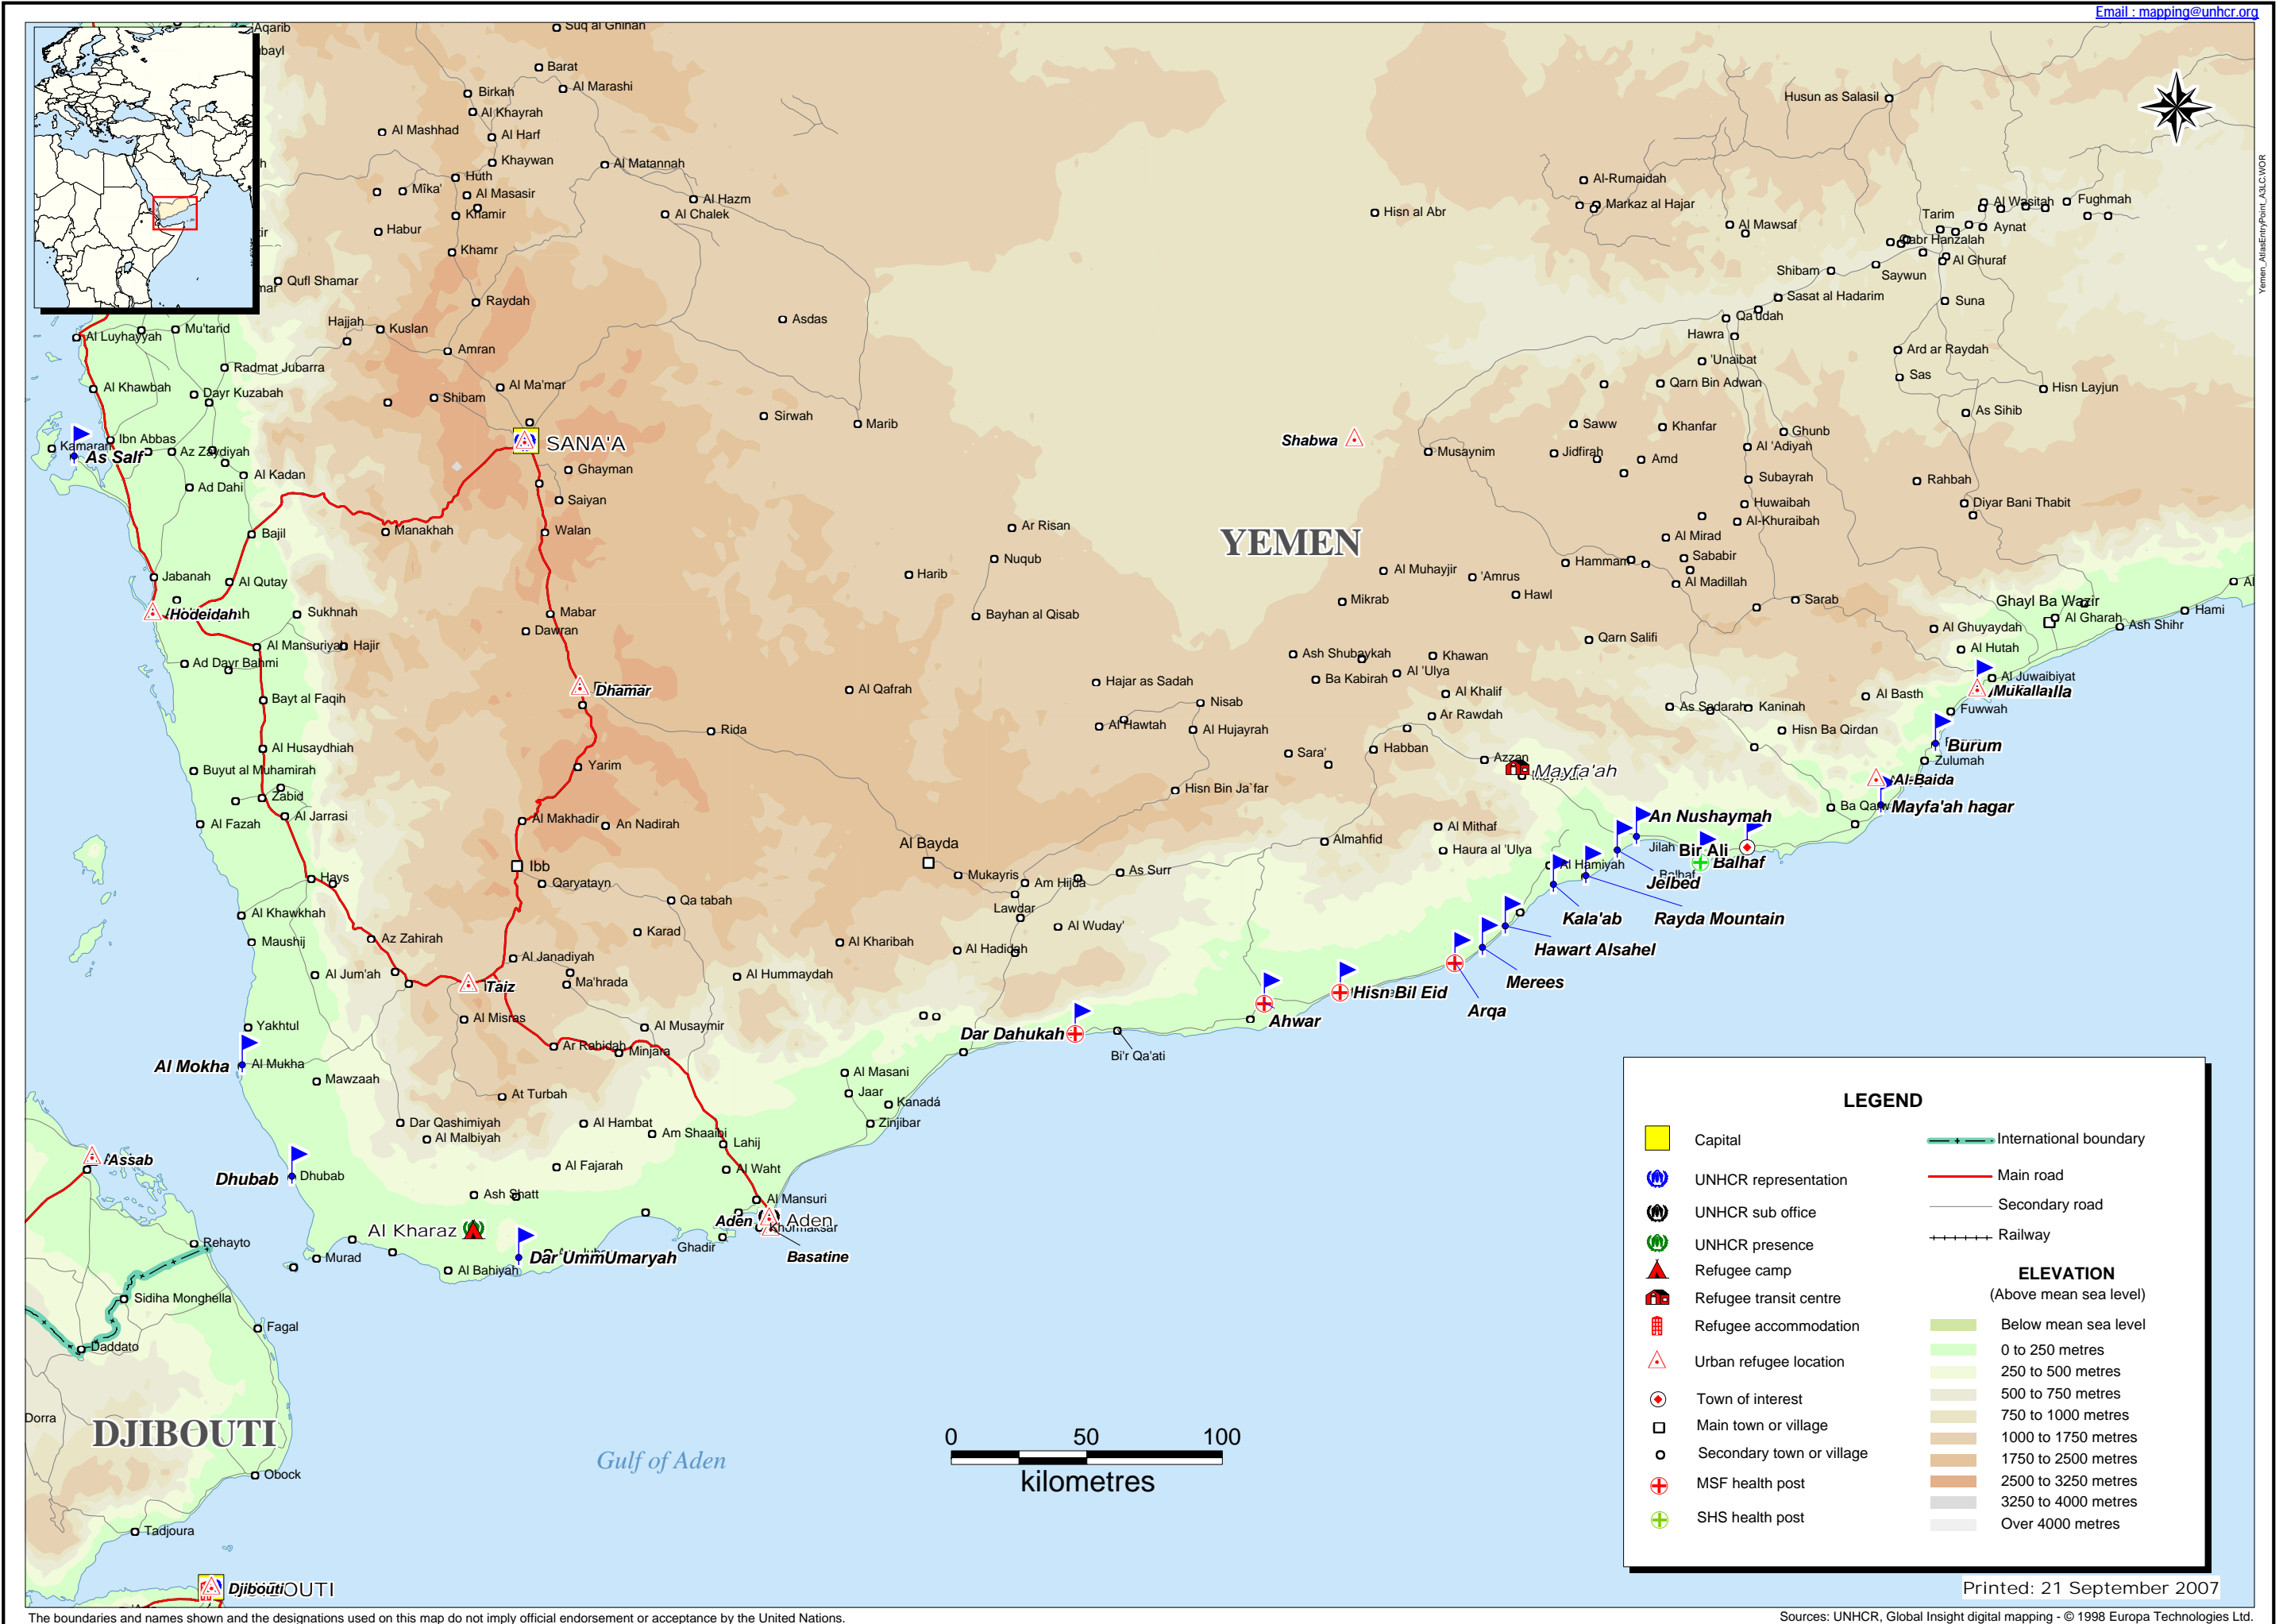 Email : mapping@unhcr.org
Yemen_AtlasEntryPoint_A3LC.WOR
Aqarib
Suq al Ghinan
Barat
Birkah
Al Marashi
Al Khayrah
Al Mashhad
Al Harf
Khaywan
Al Matannah
Huth
Mîka'
Al Masasir
Al Hazm
Khamir
Al Chalek
Habur
Khamr
Qufl Shamar
Raydah
Husun as Salasil
Al-Rumaidah
Markaz al Hajar
Hisn al Abr
Al Mawsaf
Al Wasitah
Fughmah
Tarim
Aynat
Qabr Hanzalah
Al Ghuraf
Shibam
Saywun
Sasat al Hadarim
Suna
Qa'udah
Hawra
'Unaibat
Ard ar Raydah
Sas
Hisn Layjun
Qarn Bin Adwan
As Sihib
Mu'tarid
Al Luyhayyah
Hajjah
Kuslan
Asdas
Amran
Radmat Jubarra
Al Khawbah
Dayr Kuzabah
Al Ma'mar
Shibam
Sirwah
Marib
SANA'A
Ibn Abbas
Kamaran
As Salf
Az Zaydiyah
Al Kadan
Ad Dahi
Ghayman
Saiyan
Walan
Manakhah
Bajil
Shabwa
Musaynim
Saww
Khanfar
Ghunb
Jidfirah
Amd
Al 'Adiyah
Subayrah
Huwaibah
Al-Khuraibah
Rahbah
Diyar Bani Thabit
YEMEN
Ar Risan
Nuqub
Harib
Bayhan al Qisab
Al Muhayjir
'Amrus
Hammam
Al Mirad
Sababir
Al Madillah
Mikrab
Hawl
Sarab
Qarn Salifi
Ghayl Ba Wazir
Al Gharah
Ash Shihr
Hami
Al Ghuyaydah
Al Hutah
Al Juwaibiyat
Mukalla
Fuwwah
Al Basth
Burum
Zulumah
Al-Baida
Mayfa'ah hagar
Jabanah
Al Qutay
Hodeidah
Sukhnah
Al Mansuriyah
Hajir
Ad Dayr Bahmi
Bayt al Faqih
Mabar
Dawran
Dhamar
Al Qafrah
Rida
Yarim
Al Husaydhiah
Buyut al Muhamirah
Zabid
Al Fazah
Al Jarrasi
Al Makhadir
An Nadirah
Ibb
Qaryatayn
Qa tabah
Karad
Hays
Al Khawkhah
Maushij
Az Zahirah
Al Jum'ah
Al Janadiyah
Ma'hrada
Taiz
Al Misras
Al Musaymir
Ar Rahidah
Minjara
Ash Shubaykah
Khawan
Al 'Ulya
Ba Kabirah
Al Khalif
Ar Rawdah
Hajar as Sadah
Nisab
Al Hawtah
Al Hujayrah
Sara'
Habban
Azzan
Mayfa'ah
As Sadarah
Kaninah
Hisn Ba Qirdan
Hisn Bin Ja`far
Almahfid
Al Mithaf
Haura al 'Ulya
Al Bayda
Mukayris
Am Hijda
As Surr
Lawdar
Al Wuday'
Al Kharibah
Al Hadidah
Al Hummaydah
An Nushaymah
Jilah
Bir Ali
Balhaf
Balhaf
Al Hamiyah
Jelbed
Kala'ab
Rayda Mountain
Hawart Alsahel
Merees
Arqa
Hisn Bil Eid
Ahwar
Dar Dahukah
Bi'r Qa'ati
Yakhtul
Al Mokha
Al Mukha
Mawzaah
At Turbah
Dar Qashimiyah
Al Malbiyah
Al Hambat
Am Shaaibi
Lahij
Al Masani
Jaar
Kanadá
Zinjibar
Al Fajarah
Al Waht
Ash Shatt
Al Mansuri
Aden
Aden
Khormaksar
Basatine
Ghadir
Al Kharaz
Dar Umm Umaryah
Al Bahiyah
Murad
Dhubab
Dhubab
Assab
Rehayto
Sidiha Monghella
Fagal
Daddato
Dorra
DJIBOUTI
Obock
Tadjoura
Djibouti
Gulf of Aden
0 50 100
kilometres
LEGEND
Capital
UNHCR representation
UNHCR sub office
UNHCR presence
Refugee camp
Refugee transit centre
Refugee accommodation
Urban refugee location
Town of interest
Main town or village
Secondary town or village
MSF health post
SHS health post
International boundary
Main road
Secondary road
Railway
ELEVATION
(Above mean sea level)
Below mean sea level
0 to 250 metres
250 to 500 metres
500 to 750 metres
750 to 1000 metres
1000 to 1750 metres
1750 to 2500 metres
2500 to 3250 metres
3250 to 4000 metres
Over 4000 metres
Printed: 21 September 2007
The boundaries and names shown and the designations used on this map do not imply official endorsement or acceptance by the United Nations.
Sources: UNHCR, Global Insight digital mapping - © 1998 Europa Technologies Ltd.